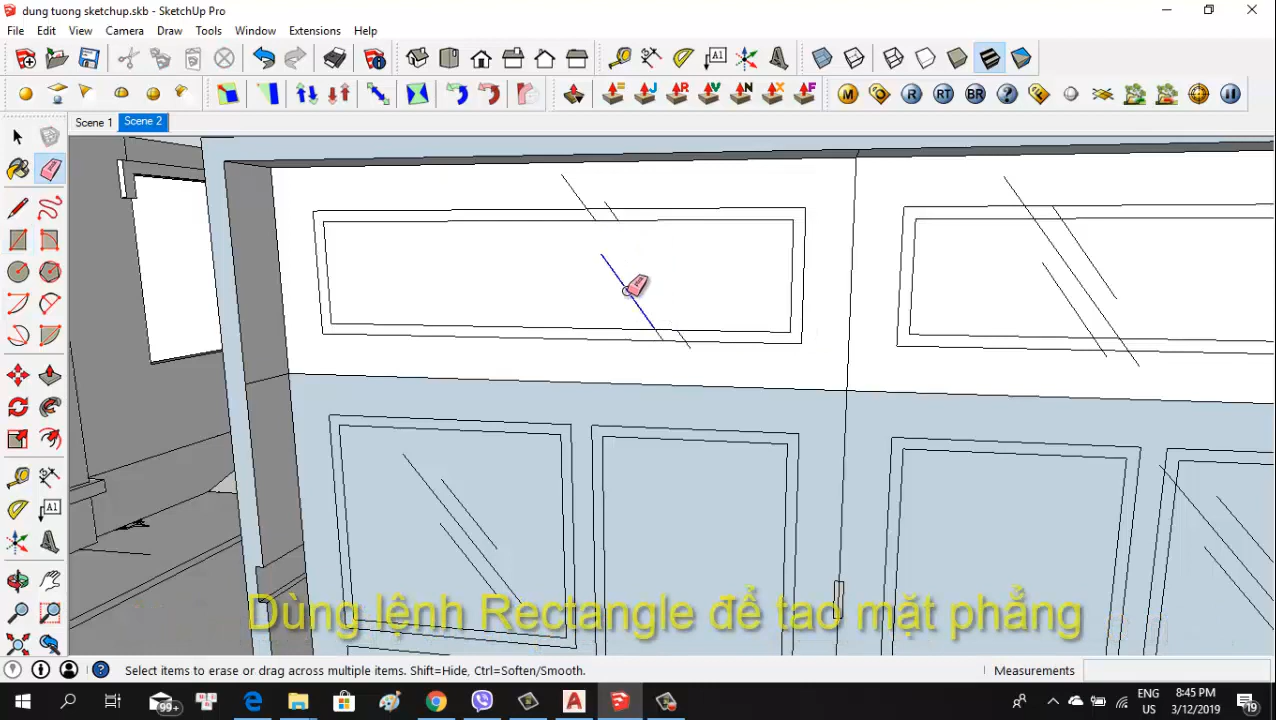 dung tuong sketchup.skb - SketchUp Pro
File Edit View Camera Draw Tools Window Extensions Help
Scene 1 Scene 2
Dùng lệnh Rectangle để tạo mặt phẳng
Select items to erase or drag across multiple items. Shift=Hide, Ctrl=Soften/Smooth.
Measurements
99+
ENG
US
8:45 PM
3/12/2019
19